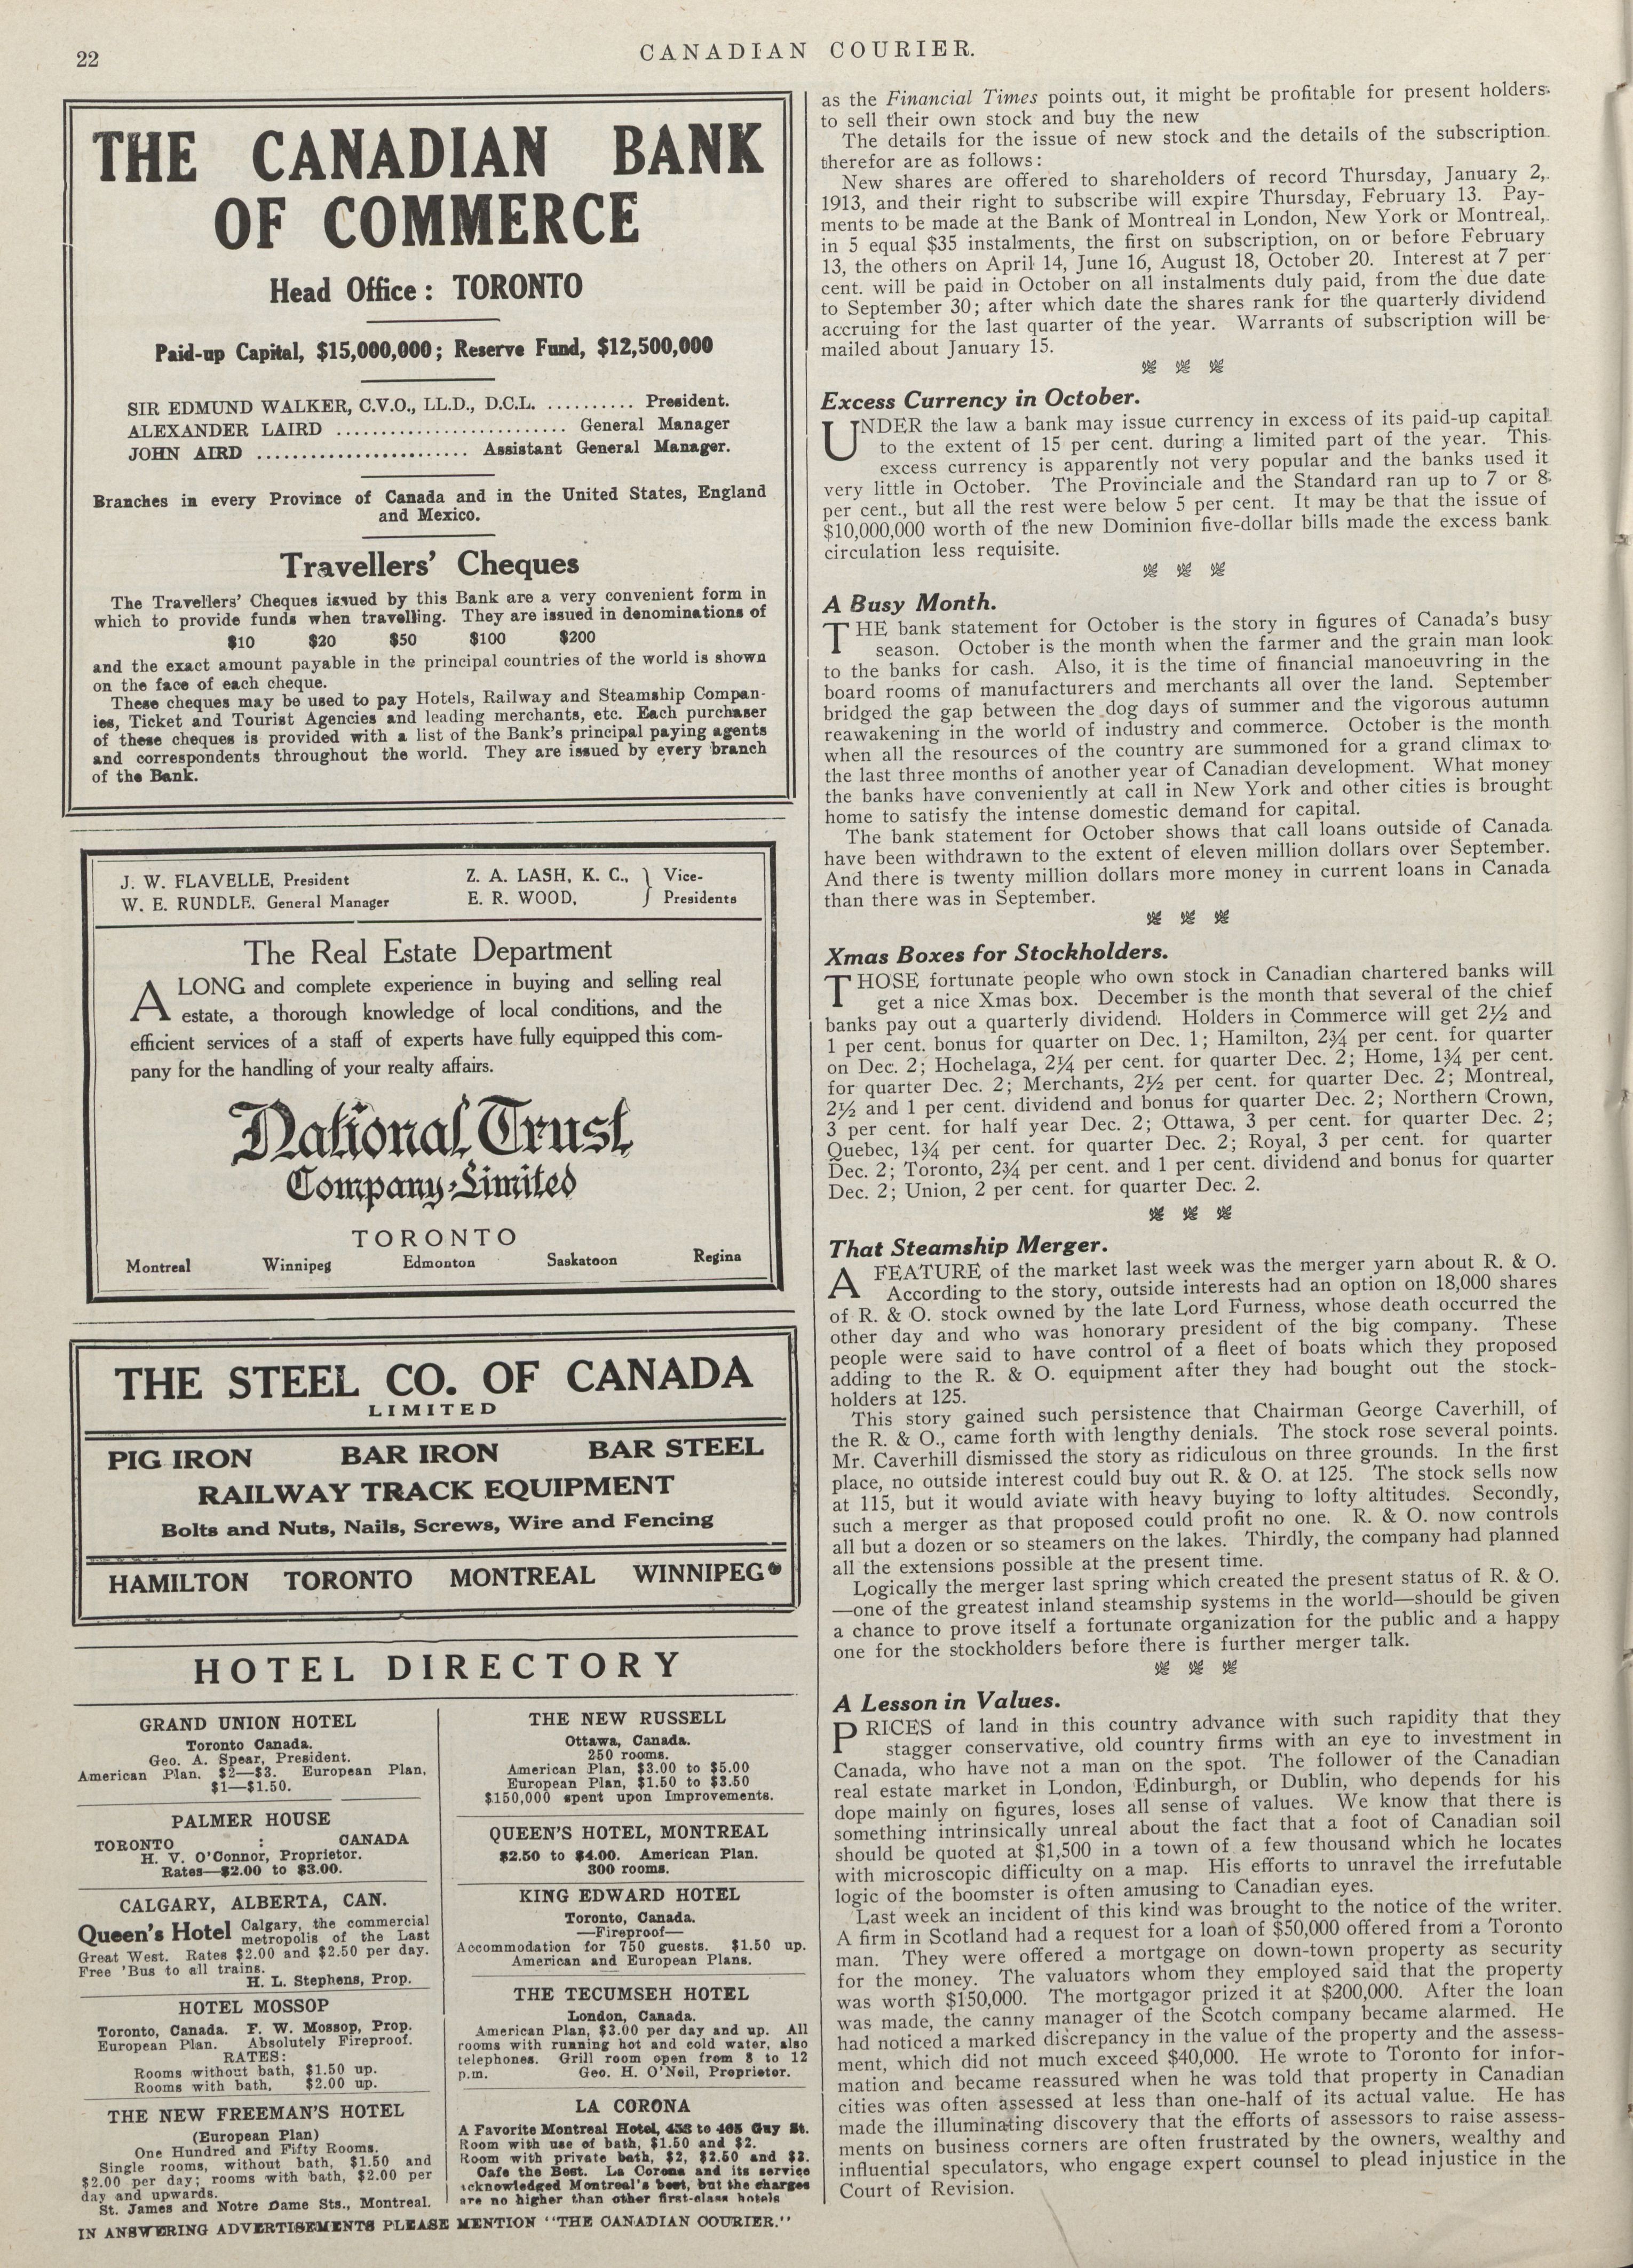 22
CANADIAN COURIER.
THE CANADIAN BANK
OF COMMERCE
Head Office: TORONTO
Paid-up Capital, $15,000,000; Reserve Fund, $12,500,000
SIR EDMUND WALKER, C.V.O., LL.D., D.C.L. .......... President.
ALEXANDER LAIRD .......................... General Manager
JOHN AIRD ........................ Assistant General Manager.
Branches in every Province of Canada and in the United States, England
and Mexico.
Travellers' Cheques
The Travellers' Cheques issued by this Bank are a very convenient form in
which to provide funds when travelling. They are issued in denominations of
$10 $20 $50 $100 $200
and the exact amount payable in the principal countries of the world is shown
on the face of each cheque.
These cheques may be used to pay Hotels, Railway and Steamship Compan-
ies, Ticket and Tourist Agencies and leading merchants, etc. Each purchaser
of these cheques is provided with a list of the Bank's principal paying agents
and correspondents throughout the world. They are issued by every branch
of the Bank.
J. W. FLAVELLE, President
W. E. RUNDLE, General Manager
Z. A. LASH, K. C., } Vice-
E. R. WOOD, Presidents
The Real Estate Department
A LONG and complete experience in buying and selling real
estate, a thorough knowledge of local conditions, and the
efficient services of a staff of experts have fully equipped this com-
pany for the handling of your realty affairs.
National Trust
Company Limited
TORONTO
Montreal Winnipeg Edmonton Saskatoon Regina
THE STEEL CO. OF CANADA
LIMITED
PIG IRON BAR IRON BAR STEEL
RAILWAY TRACK EQUIPMENT
Bolts and Nuts, Nails, Screws, Wire and Fencing
HAMILTON TORONTO MONTREAL WINNIPEG
HOTEL DIRECTORY
GRAND UNION HOTEL
Toronto Canada.
Geo. A. Spear, President.
American Plan, $2—$3. European Plan,
$1—$1.50.
PALMER HOUSE
TORONTO : CANADA
H. V. O'Connor, Proprietor.
Rates—$2.00 to $3.00.
CALGARY, ALBERTA, CAN.
Queen's Hotel Calgary, the commercial
metropolis of the Last
Great West. Rates $2.00 and $2.50 per day.
Free 'Bus to all trains.
H. L. Stephens, Prop.
HOTEL MOSSOP
Toronto, Canada. F. W. Mossop, Prop.
European Plan. Absolutely Fireproof.
RATES:
Rooms without bath, $1.50 up.
Rooms with bath, $2.00 up.
THE NEW FREEMAN'S HOTEL
(European Plan)
One Hundred and Fifty Rooms.
Single rooms, without bath, $1.50 and
$2.00 per day; rooms with bath, $2.00 per
day and upwards.
St. James and Notre Dame Sts., Montreal.
THE NEW RUSSELL
Ottawa, Canada.
250 rooms.
American Plan, $3.00 to $5.00
European Plan, $1.50 to $3.50
$150,000 spent upon Improvements.
QUEEN'S HOTEL, MONTREAL
$2.50 to $4.00. American Plan.
300 rooms.
KING EDWARD HOTEL
Toronto, Canada.
—Fireproof—
Accommodation for 750 guests. $1.50 up.
American and European Plans.
THE TECUMSEH HOTEL
London, Canada.
American Plan, $3.00 per day and up. All
rooms with running hot and cold water, also
telephones. Grill room open from 8 to 12
p.m. Geo. H. O'Neil, Proprietor.
LA CORONA
A Favorite Montreal Hotel, 453 to 465 Guy St.
Room with use of bath, $1.50 and $2.
Room with private bath, $2, $2.50 and $3.
Cafe the Best. La Corona and its service
acknowledged Montreal's best, but the charges
are no higher than other first-class hotels
IN ANSWERING ADVERTISEMENTS PLEASE MENTION "THE CANADIAN COURIER."
as the Financial Times points out, it might be profitable for present holders
to sell their own stock and buy the new
The details for the issue of new stock and the details of the subscription
therefor are as follows:
New shares are offered to shareholders of record Thursday, January 2,
1913, and their right to subscribe will expire Thursday, February 13. Pay-
ments to be made at the Bank of Montreal in London, New York or Montreal,
in 5 equal $35 instalments, the first on subscription, on or before February
13, the others on April 14, June 16, August 18, October 20. Interest at 7 per
cent. will be paid in October on all instalments duly paid, from the due date
to September 30; after which date the shares rank for the quarterly dividend
accruing for the last quarter of the year. Warrants of subscription will be
mailed about January 15.
Excess Currency in October.
UNDER the law a bank may issue currency in excess of its paid-up capital
to the extent of 15 per cent. during a limited part of the year. This
excess currency is apparently not very popular and the banks used it
very little in October. The Provinciale and the Standard ran up to 7 or 8
per cent., but all the rest were below 5 per cent. It may be that the issue of
$10,000,000 worth of the new Dominion five-dollar bills made the excess bank
circulation less requisite.
A Busy Month.
THE bank statement for October is the story in figures of Canada's busy
season. October is the month when the farmer and the grain man look
to the banks for cash. Also, it is the time of financial manoeuvring in the
board rooms of manufacturers and merchants all over the land. September
bridged the gap between the dog days of summer and the vigorous autumn
reawakening in the world of industry and commerce. October is the month
when all the resources of the country are summoned for a grand climax to
the last three months of another year of Canadian development. What money
the banks have conveniently at call in New York and other cities is brought
home to satisfy the intense domestic demand for capital.
The bank statement for October shows that call loans outside of Canada
have been withdrawn to the extent of eleven million dollars over September.
And there is twenty million dollars more money in current loans in Canada
than there was in September.
Xmas Boxes for Stockholders.
THOSE fortunate people who own stock in Canadian chartered banks will
get a nice Xmas box. December is the month that several of the chief
banks pay out a quarterly dividend. Holders in Commerce will get 2½ and
1 per cent. bonus for quarter on Dec. 1; Hamilton, 2¾ per cent. for quarter
on Dec. 2; Hochelaga, 2¼ per cent. for quarter Dec. 2; Home, 1¾ per cent.
for quarter Dec. 2; Merchants, 2½ per cent. for quarter Dec. 2; Montreal,
2½ and 1 per cent. dividend and bonus for quarter Dec. 2; Northern Crown,
3 per cent. for half year Dec. 2; Ottawa, 3 per cent. for quarter Dec. 2;
Quebec, 1¾ per cent. for quarter Dec. 2; Royal, 3 per cent. for quarter
Dec. 2; Toronto, 2¾ per cent. and 1 per cent. dividend and bonus for quarter
Dec. 2; Union, 2 per cent. for quarter Dec. 2.
That Steamship Merger.
A FEATURE of the market last week was the merger yarn about R. & O.
According to the story, outside interests had an option on 18,000 shares
of R. & O. stock owned by the late Lord Furness, whose death occurred the
other day and who was honorary president of the big company. These
people were said to have control of a fleet of boats which they proposed
adding to the R. & O. equipment after they had bought out the stock-
holders at 125.
This story gained such persistence that Chairman George Caverhill, of
the R. & O., came forth with lengthy denials. The stock rose several points.
Mr. Caverhill dismissed the story as ridiculous on three grounds. In the first
place, no outside interest could buy out R. & O. at 125. The stock sells now
at 115, but it would aviate with heavy buying to lofty altitudes. Secondly,
such a merger as that proposed could profit no one. R. & O. now controls
all but a dozen or so steamers on the lakes. Thirdly, the company had planned
all the extensions possible at the present time.
Logically the merger last spring which created the present status of R. & O.
—one of the greatest inland steamship systems in the world—should be given
a chance to prove itself a fortunate organization for the public and a happy
one for the stockholders before there is further merger talk.
A Lesson in Values.
PRICES of land in this country advance with such rapidity that they
stagger conservative, old country firms with an eye to investment in
Canada, who have not a man on the spot. The follower of the Canadian
real estate market in London, Edinburgh, or Dublin, who depends for his
dope mainly on figures, loses all sense of values. We know that there is
something intrinsically unreal about the fact that a foot of Canadian soil
should be quoted at $1,500 in a town of a few thousand which he locates
with microscopic difficulty on a map. His efforts to unravel the irrefutable
logic of the boomster is often amusing to Canadian eyes.
Last week an incident of this kind was brought to the notice of the writer.
A firm in Scotland had a request for a loan of $50,000 offered from a Toronto
man. They were offered a mortgage on down-town property as security
for the money. The valuators whom they employed said that the property
was worth $150,000. The mortgagor prized it at $200,000. After the loan
was made, the canny manager of the Scotch company became alarmed. He
had noticed a marked discrepancy in the value of the property and the assess-
ment, which did not much exceed $40,000. He wrote to Toronto for infor-
mation and became reassured when he was told that property in Canadian
cities was often assessed at less than one-half of its actual value. He has
made the illuminating discovery that the efforts of assessors to raise assess-
ments on business corners are often frustrated by the owners, wealthy and
influential speculators, who engage expert counsel to plead injustice in the
Court of Revision.